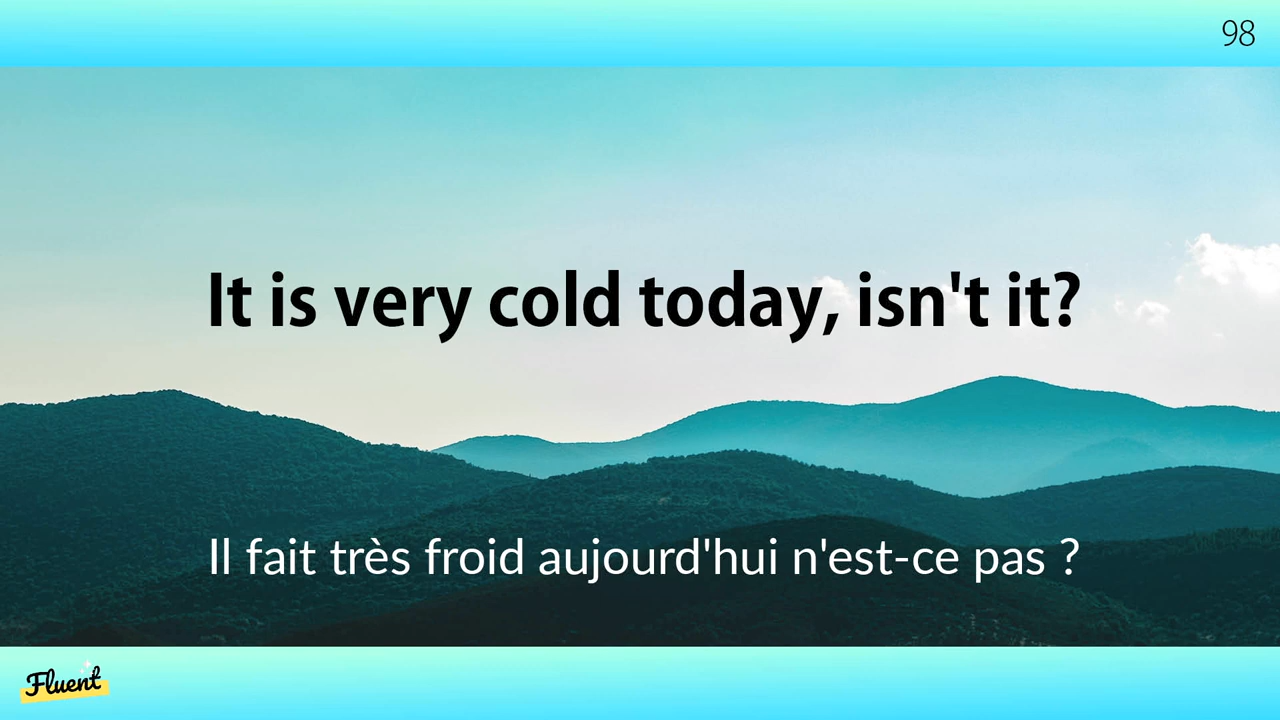 98
It is very cold today, isn't it?
Il fait très froid aujourd'hui n'est-ce pas ?
Fluent